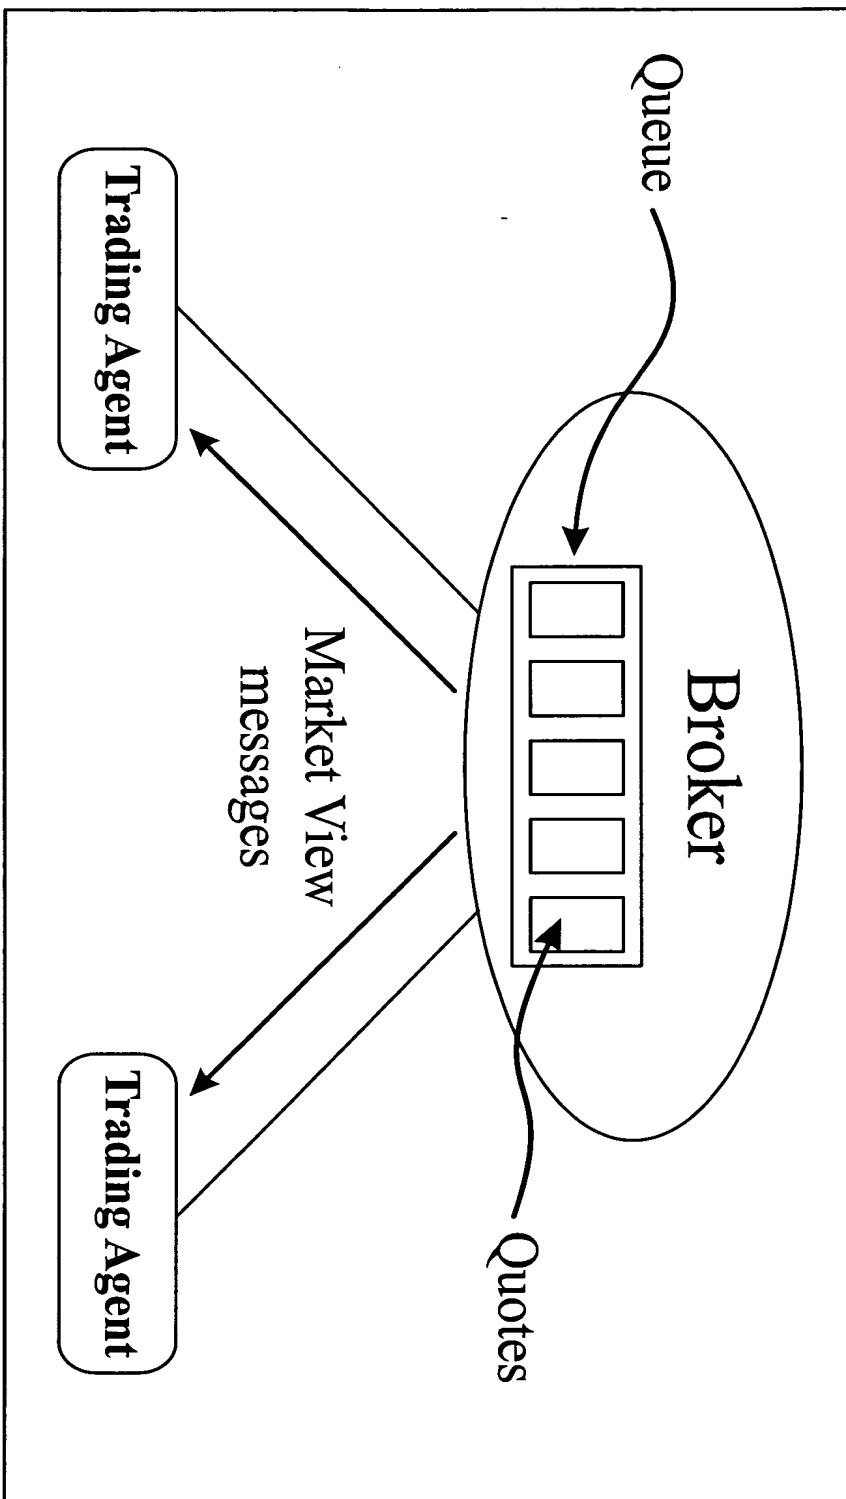 Queue
Broker
Quotes
Market View
messages
Trading Agent
Trading Agent